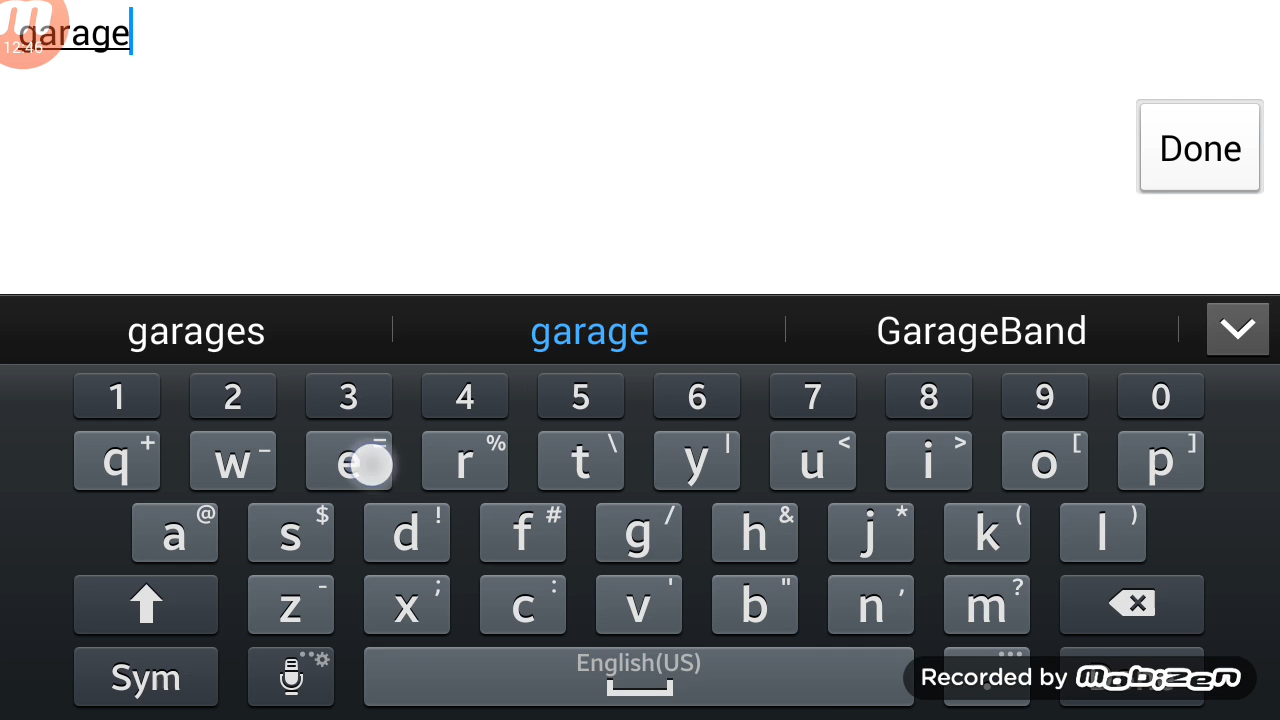 garage
12:46
Done
garages garage GarageBand
1 2 3 4 5 6 7 8 9 0
q + w _ e = r % t \ y | u < i > o [ p ]
a @ s $ d ! f # g / h & j * k ( l )
z - x ; c : v ' b " n , m ?
Sym English(US) .
Recorded by mobizen